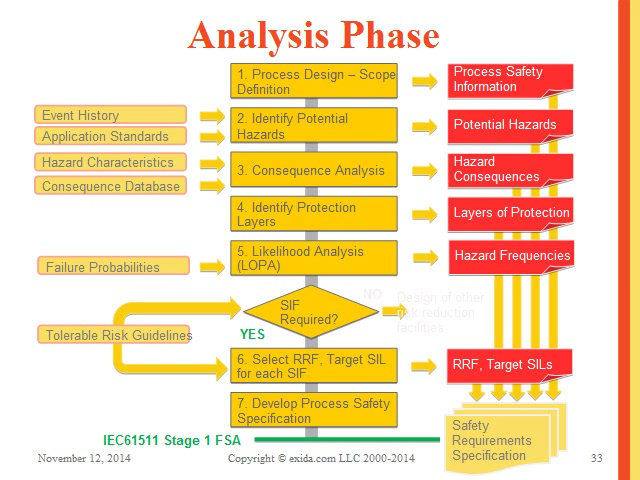 Analysis Phase
1. Process Design – Scope
Definition
Process Safety
Information
Event History
Application Standards
2. Identify Potential
Hazards
Potential Hazards
Hazard Characteristics
Consequence Database
3. Consequence Analysis
Hazard
Consequences
4. Identify Protection
Layers
Layers of Protection
Failure Probabilities
5. Likelihood Analysis
(LOPA)
Hazard Frequencies
SIF
Required?
NO
Design of other
risk reduction
facilities
YES
Tolerable Risk Guidelines
6. Select RRF, Target SIL
for each SIF
RRF, Target SILs
7. Develop Process Safety
Specification
Safety
Requirements
Specification
IEC61511 Stage 1 FSA
November 12, 2014
Copyright © exida.com LLC 2000-2014
33